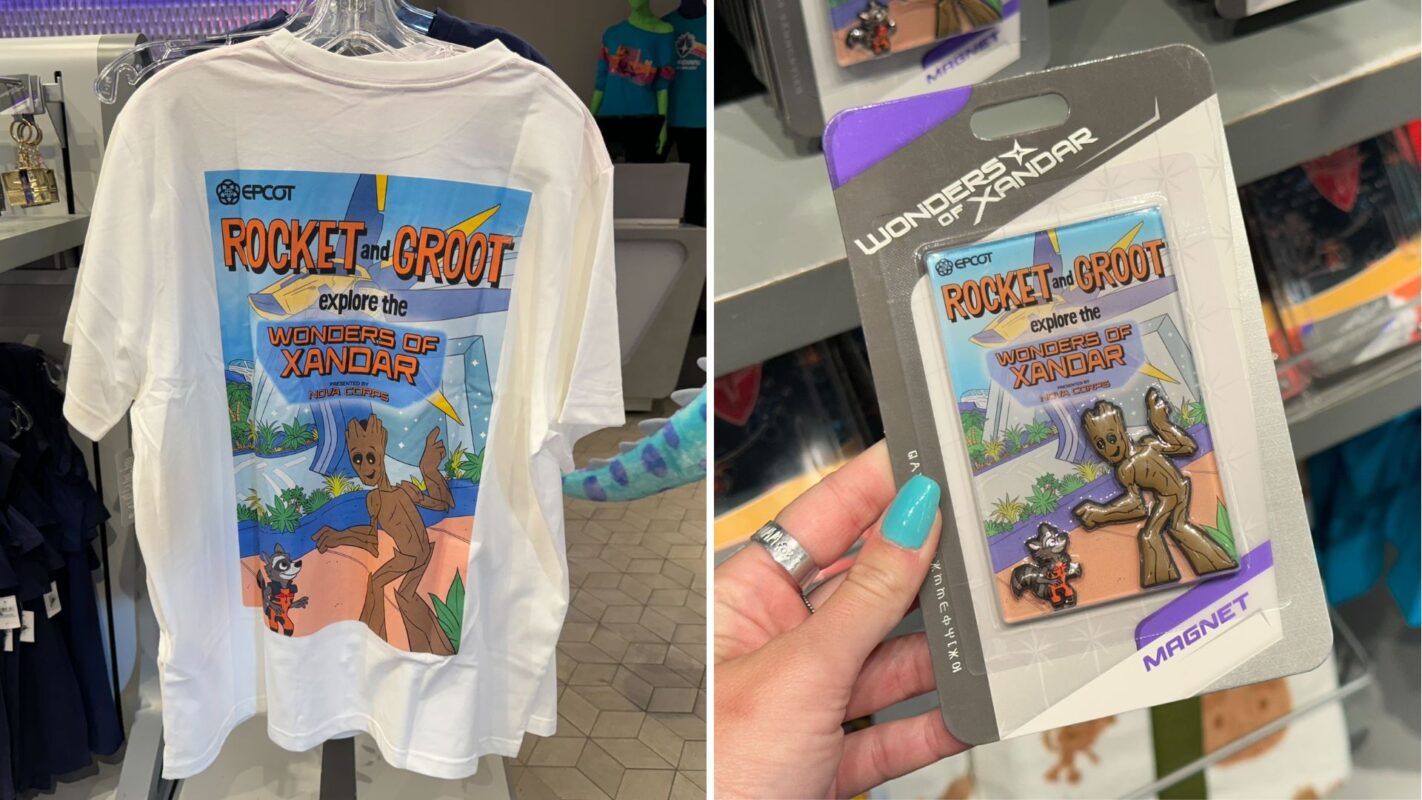 EPCOT
ROCKET and GROOT
explore the
WONDERS OF
XANDAR
PRESENTED BY
NOVA CORPS
MAGNET
WONDERS
OF XANDAR
EPCOT
ROCKET and GROOT
explore the
WONDERS OF
XANDAR
PRESENTED BY
NOVA CORPS
MAGNET